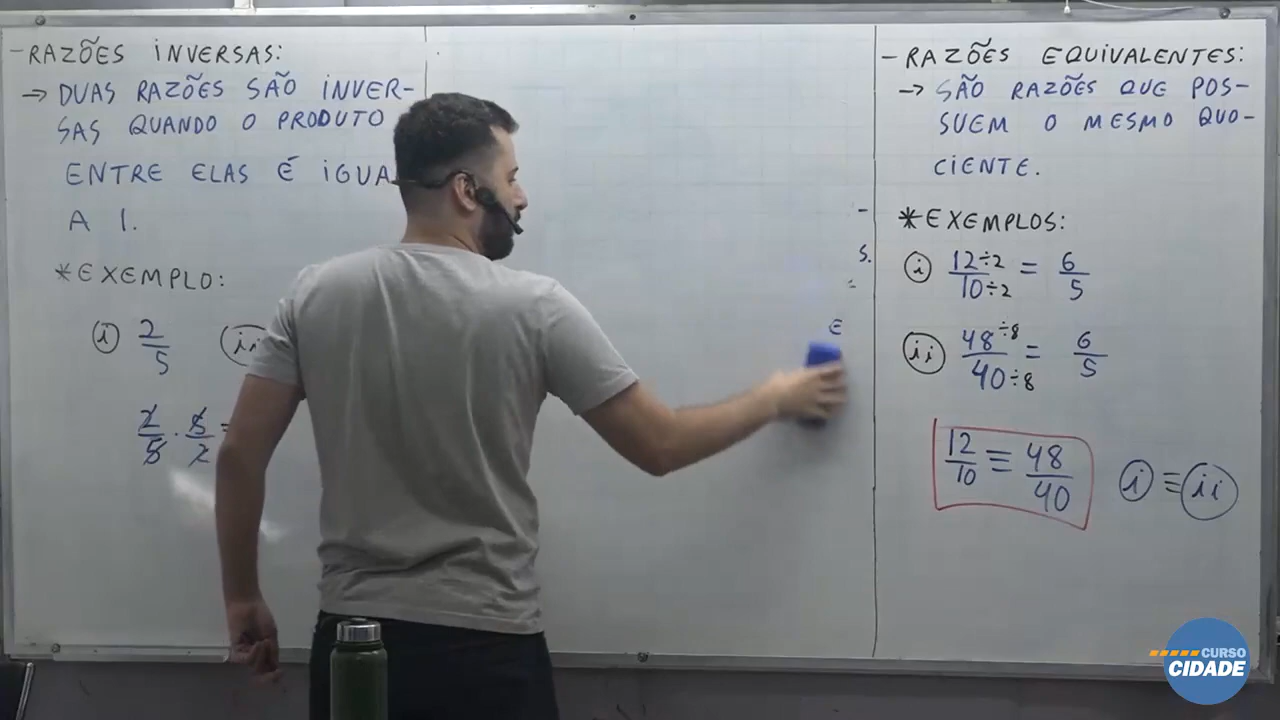 - RAZÕES INVERSAS:
→ DUAS RAZÕES SÃO INVER-
SAS QUANDO O PRODUTO
ENTRE ELAS É IGUA
A 1.
*EXEMPLO:
(i) 2/5 (ii)
2/5 . 5/2 =
- RAZÕES EQUIVALENTES:
→ SÃO RAZÕES QUE POS-
SUEM O MESMO QUO-
CIENTE.
*EXEMPLOS:
(i) 12÷2/10÷2 = 6/5
(ii) 48÷8/40÷8 = 6/5
12/10 ≡ 48/40 (i) ≡ (ii)
CURSO
CIDADE